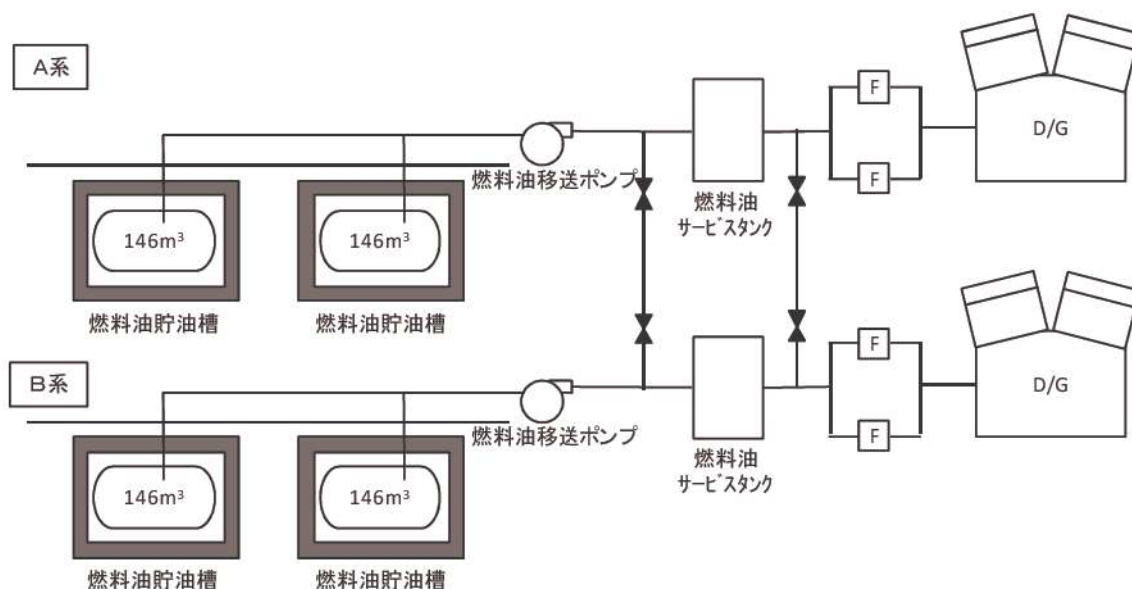 A系
F
D/G
F
燃料油移送ポンプ
燃料油
サービスタンク
146m³
146m³
燃料油貯油槽
燃料油貯油槽
B系
F
D/G
F
燃料油移送ポンプ
燃料油
サービスタンク
146m³
146m³
燃料油貯油槽
燃料油貯油槽